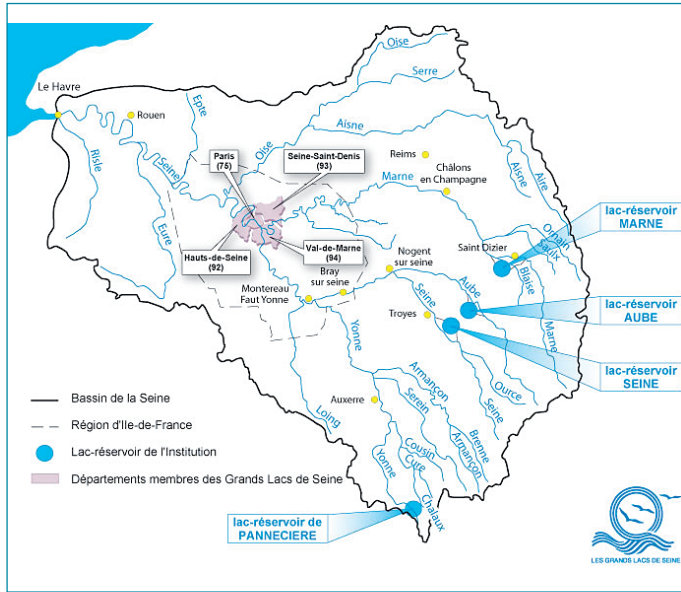 Oise
Serre
Le Havre
Epte
Rouen
Aisne
Oise
Seine
Paris
(75)
Seine-Saint-Denis
(93)
Reims
Aisne
Aire
Risle
Marne
Châlons
en Champagne
lac-réservoir
MARNE
Eure
Hauts-de-Seine
(92)
Val-de-Marne
(94)
Nogent
sur seine
Saint Dizier
Ornain
Saulx
Blaise
Bray
sur seine
Montereau
Faut Yonne
Seine
Aube
Troyes
Marne
lac-réservoir
AUBE
Yonne
lac-réservoir
SEINE
Armançon
Serein
Ource
Seine
Auxerre
Loing
Bassin de la Seine
Région d'Ile-de-France
Lac-réservoir de l'Institution
Départements membres des Grands Lacs de Seine
Cousin
Cure
Yonne
Brenne
Armançon
Chalaux
lac-réservoir de
PANNECIERE
LES GRANDS LACS DE SEINE